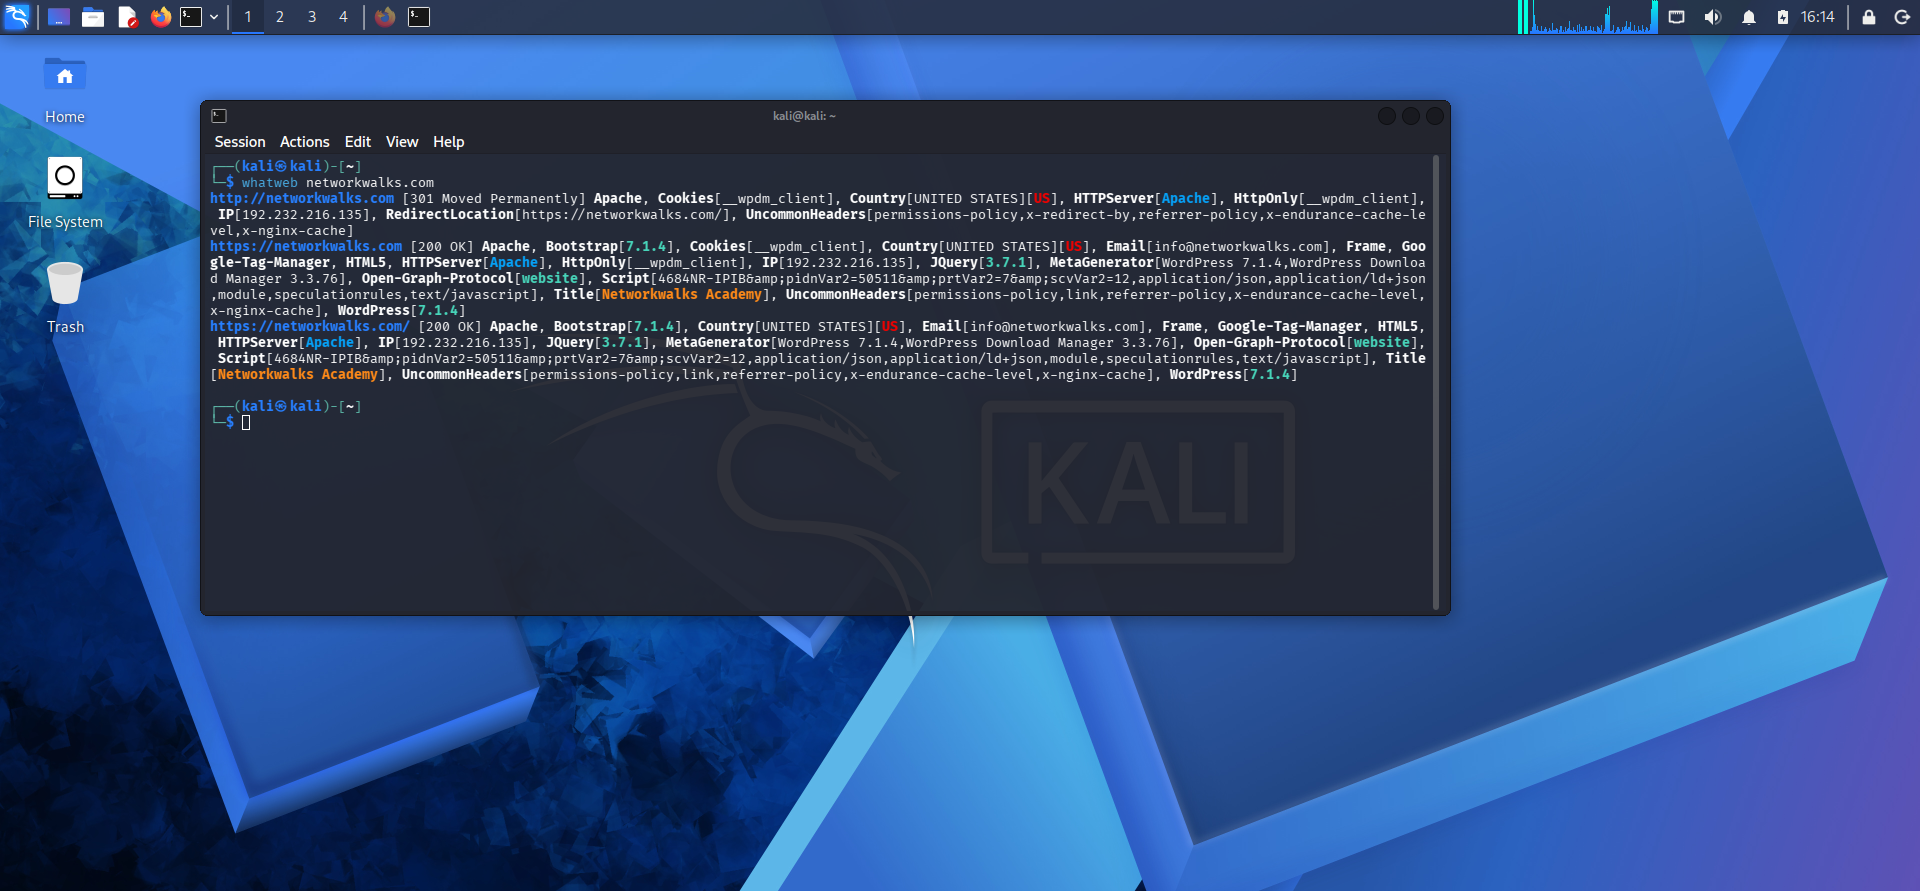 1 2 3 4 16:14
Home
File System
Trash
kali@kali: ~
Session Actions Edit View Help
┌──(kali㉿kali)-[~]
└─$ whatweb networkwalks.com
http://networkwalks.com [301 Moved Permanently] Apache, Cookies[__wpdm_client], Country[UNITED STATES][US], HTTPServer[Apache], HttpOnly[__wpdm_client],
IP[192.232.216.135], RedirectLocation[https://networkwalks.com/], UncommonHeaders[permissions-policy,x-redirect-by,referrer-policy,x-endurance-cache-le
vel,x-nginx-cache]
https://networkwalks.com [200 OK] Apache, Bootstrap[7.1.4], Cookies[__wpdm_client], Country[UNITED STATES][US], Email[info@networkwalks.com], Frame, Goo
gle-Tag-Manager, HTML5, HTTPServer[Apache], HttpOnly[__wpdm_client], IP[192.232.216.135], JQuery[3.7.1], MetaGenerator[WordPress 7.1.4,WordPress Downloa
d Manager 3.3.76], Open-Graph-Protocol[website], Script[4684NR-IPIB&amp;pidnVar2=50511&amp;prtVar2=7&amp;scvVar2=12,application/json,application/ld+json
,module,speculationrules,text/javascript], Title[Networkwalks Academy], UncommonHeaders[permissions-policy,link,referrer-policy,x-endurance-cache-level,
x-nginx-cache], WordPress[7.1.4]
https://networkwalks.com/ [200 OK] Apache, Bootstrap[7.1.4], Country[UNITED STATES][US], Email[info@networkwalks.com], Frame, Google-Tag-Manager, HTML5,
HTTPServer[Apache], IP[192.232.216.135], JQuery[3.7.1], MetaGenerator[WordPress 7.1.4,WordPress Download Manager 3.3.76], Open-Graph-Protocol[website],
Script[4684NR-IPIB&amp;pidnVar2=50511&amp;prtVar2=7&amp;scvVar2=12,application/json,application/ld+json,module,speculationrules,text/javascript], Title
[Networkwalks Academy], UncommonHeaders[permissions-policy,link,referrer-policy,x-endurance-cache-level,x-nginx-cache], WordPress[7.1.4]
┌──(kali㉿kali)-[~]
└─$
KALI